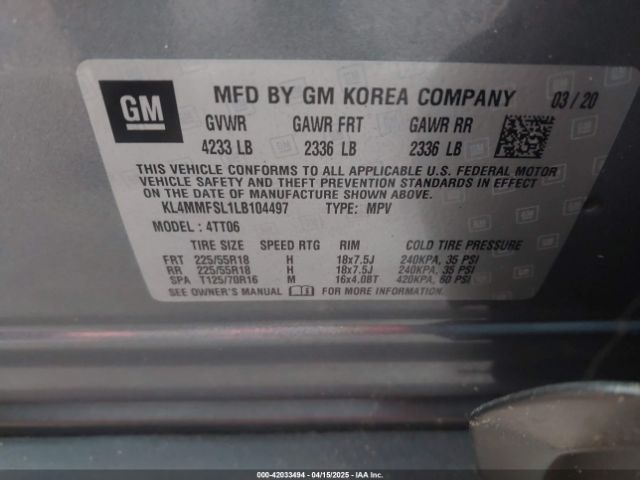 GM MFD BY GM KOREA COMPANY 03 / 20
GVWR GAWR FRT GAWR RR
4233 LB 2336 LB 2336 LB
THIS VEHICLE CONFORMS TO ALL APPLICABLE U.S. FEDERAL MOTOR
VEHICLE SAFETY AND THEFT PREVENTION STANDARDS IN EFFECT
ON THE DATE OF MANUFACTURE SHOWN ABOVE.
KL4MMFSL1LB104497 TYPE: MPV
MODEL : 4TT06
TIRE SIZE SPEED RTG RIM COLD TIRE PRESSURE
FRT 225/55R18 H 18x7.5J 240KPA, 35 PSI
RR 225/55R18 H 18x7.5J 240KPA, 35 PSI
SPA T125/70R16 M 16x4.0BT 420KPA, 60 PSI
SEE OWNER'S MANUAL FOR MORE INFORMATION.
000-42033494 - 04/15/2025 - IAA Inc.